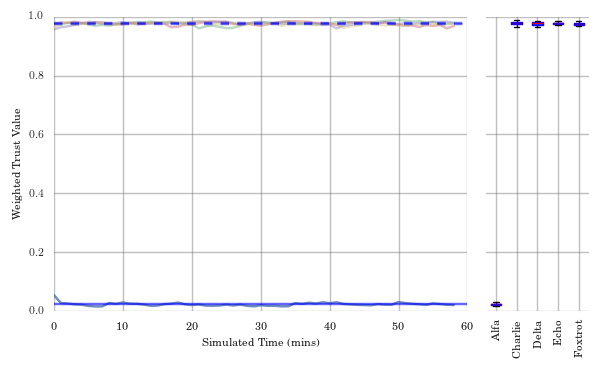 1.0
0.8
0.6
0.4
0.2
0.0
Weighted Trust Value
0 10 20 30 40 50 60
Simulated Time (mins)
Alfa
Charlie
Delta
Echo
Foxtrot